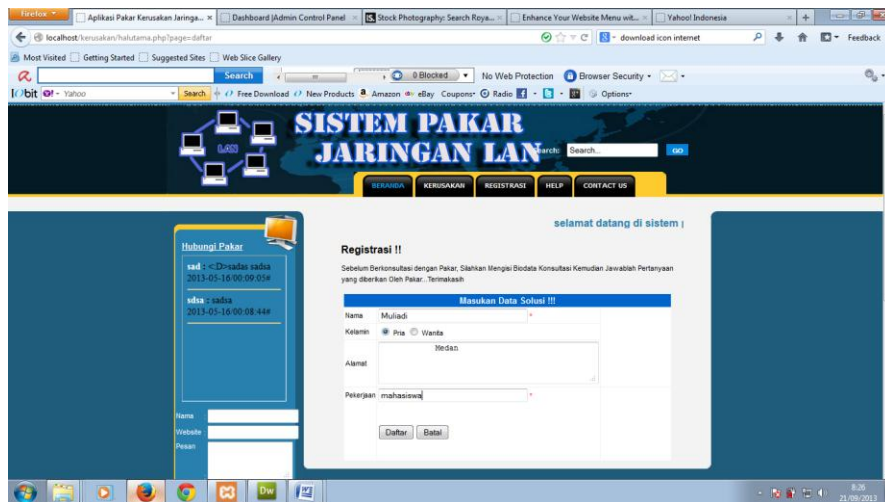 Firefox
Aplikasi Pakar Kerusakan Jaringa... ×
Dashboard |Admin Control Panel ×
Stock Photography: Search Roya... ×
Enhance Your Website Menu wit... ×
Yahoo! Indonesia
localhost/kerusakan/halutama.php?page=daftar
download icon internet
Feedback
Most Visited Getting Started Suggested Sites Web Slice Gallery
Search
0 Blocked
No Web Protection
Browser Security
IObit
Yahoo
Search
Free Download
New Products
Amazon
eBay
Coupons
Radio
Options
LAN
SISTEM PAKAR
JARINGAN LAN
Search:
Search...
GO
BERANDA KERUSAKAN REGISTRASI HELP CONTACT US
selamat datang di sistem
Hubungi Pakar
sad : <:D>sadas sadsa
2013-05-16/00:09:05#
sdsa : sadsa
2013-05-16/00:08:44#
Nama
Website
Pesan
Registrasi !!
Sebelum Berkonsultasi dengan Pakar, Silahkan Mengisi Biodata Konsultasi Kemudian Jawablah Pertanyaan
yang diberikan Oleh Pakar...Terimakasih
Masukan Data Solusi !!!
Nama Muliadi *
Kelamin Pria Wanita
Alamat Medan
Pekerjaan mahasiswa *
Daftar Batal
Dw
8:26
21/09/2013